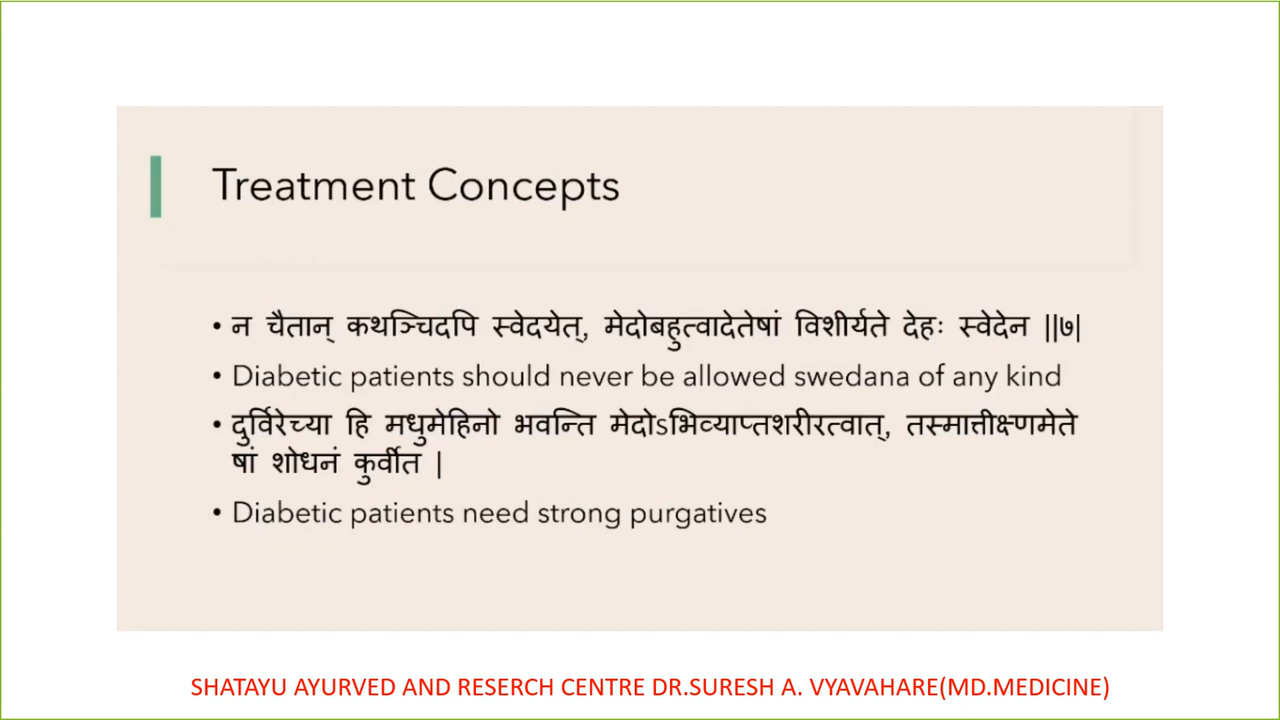 Treatment Concepts
• न चैतान् कथञ्चिदपि स्वेदयेत्, मेदोबहुत्वादेतेषां विशीर्यते देहः स्वेदेन ||७|
• Diabetic patients should never be allowed swedana of any kind
• दुर्विरेच्या हि मधुमेहिनो भवन्ति मेदोऽभिव्याप्तशरीरत्वात्, तस्मात्तीक्ष्णमेते
षां शोधनं कुर्वीत |
• Diabetic patients need strong purgatives
SHATAYU AYURVED AND RESERCH CENTRE DR.SURESH A. VYAVAHARE(MD.MEDICINE)